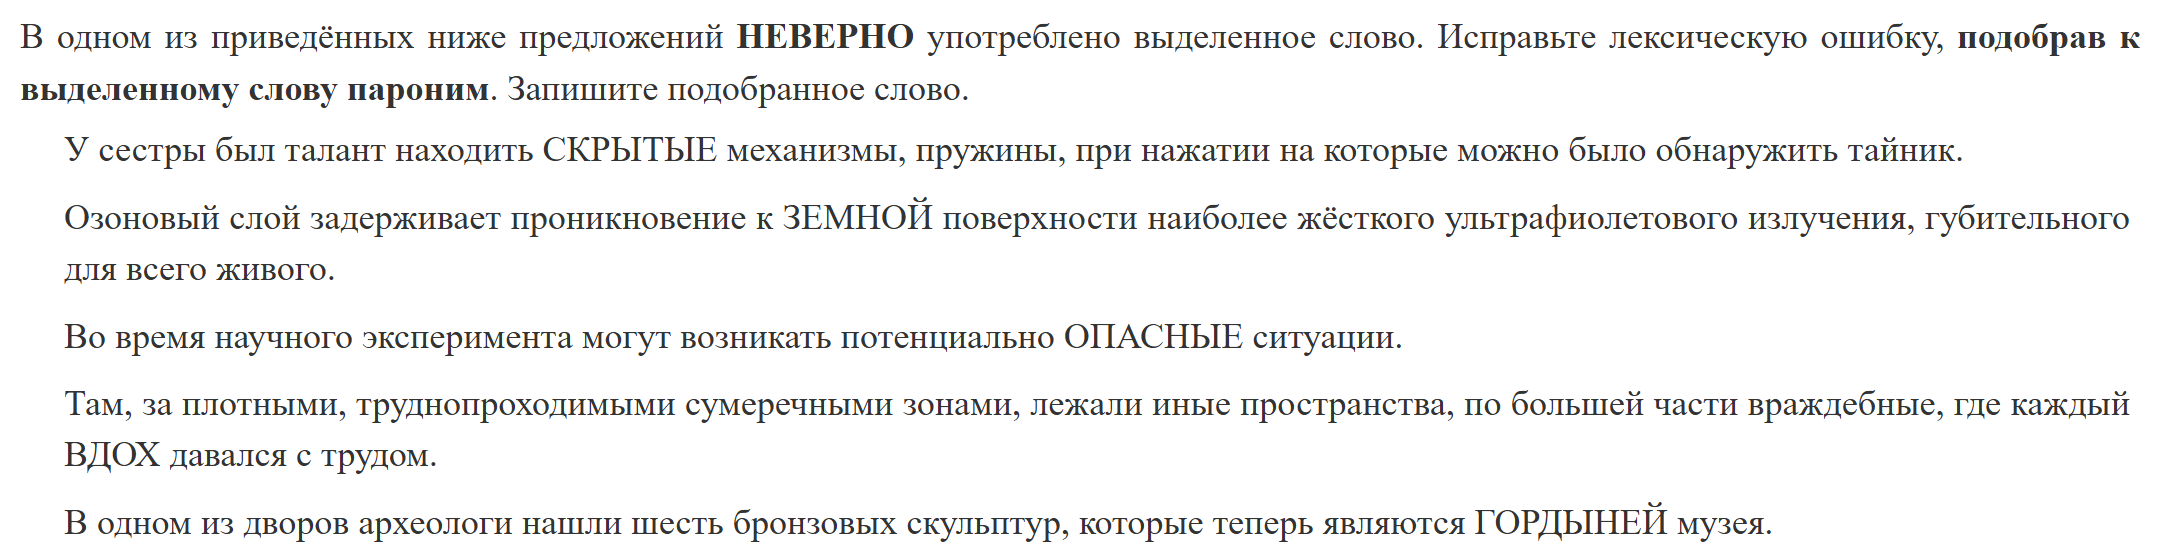 В одном из приведённых ниже предложений НЕВЕРНО употреблено выделенное слово. Исправьте лексическую ошибку, подобрав к
выделенному слову пароним. Запишите подобранное слово.
У сестры был талант находить СКРЫТЫЕ механизмы, пружины, при нажатии на которые можно было обнаружить тайник.
Озоновый слой задерживает проникновение к ЗЕМНОЙ поверхности наиболее жёсткого ультрафиолетового излучения, губительного
для всего живого.
Во время научного эксперимента могут возникать потенциально ОПАСНЫЕ ситуации.
Там, за плотными, труднопроходимыми сумеречными зонами, лежали иные пространства, по большей части враждебные, где каждый
ВДОХ давался с трудом.
В одном из дворов археологи нашли шесть бронзовых скульптур, которые теперь являются ГОРДЫНЕЙ музея.